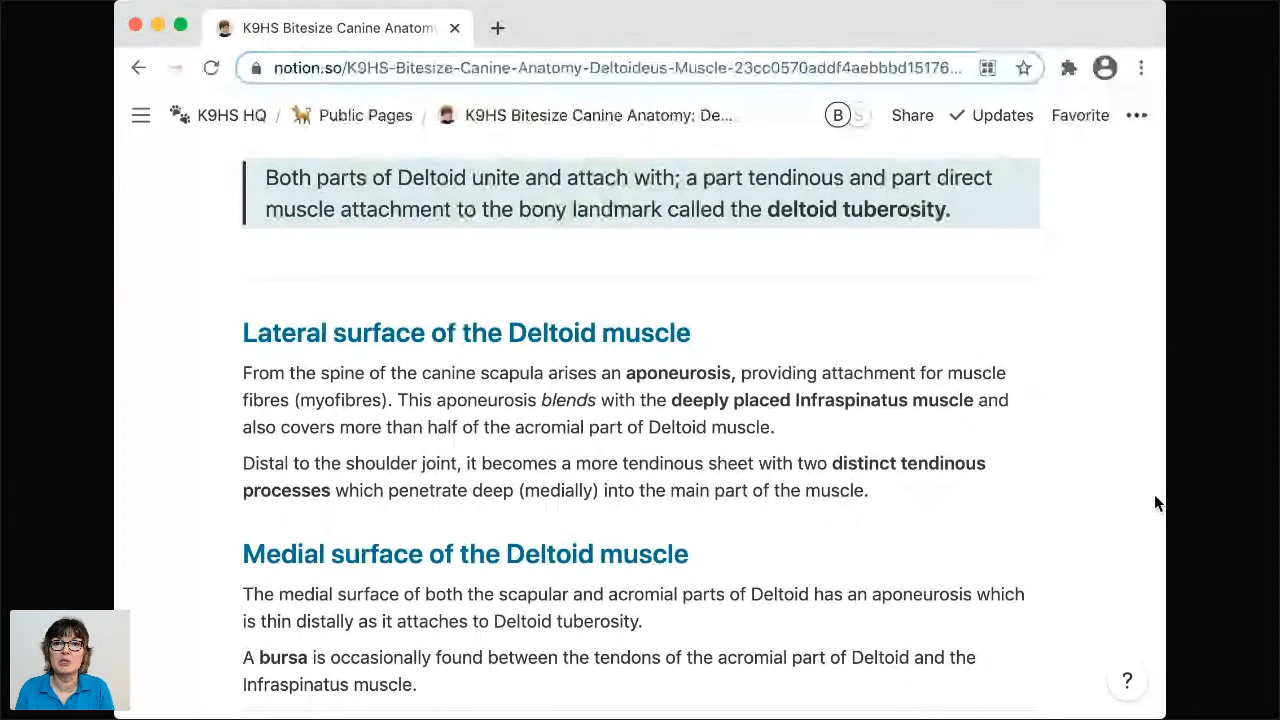 K9HS Bitesize Canine Anatom
notion.so/K9HS-Bitesize-Canine-Anatomy-Deltoideus-Muscle-23cc0570addf4aebbbd15176...
K9HS HQ / Public Pages / K9HS Bitesize Canine Anatomy: De... B S Share Updates Favorite
Both parts of Deltoid unite and attach with; a part tendinous and part direct
muscle attachment to the bony landmark called the deltoid tuberosity.
Lateral surface of the Deltoid muscle
From the spine of the canine scapula arises an aponeurosis, providing attachment for muscle
fibres (myofibres). This aponeurosis blends with the deeply placed Infraspinatus muscle and
also covers more than half of the acromial part of Deltoid muscle.
Distal to the shoulder joint, it becomes a more tendinous sheet with two distinct tendinous
processes which penetrate deep (medially) into the main part of the muscle.
Medial surface of the Deltoid muscle
The medial surface of both the scapular and acromial parts of Deltoid has an aponeurosis which
is thin distally as it attaches to Deltoid tuberosity.
A bursa is occasionally found between the tendons of the acromial part of Deltoid and the
Infraspinatus muscle.
?